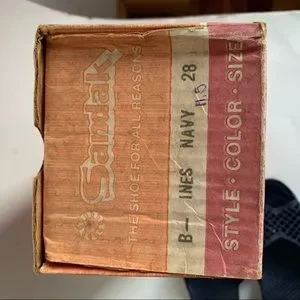 Sandak
THE SHOE FOR ALL REASONS
B— INES NAVY 28
H.O
STYLE · COLOR · SIZE